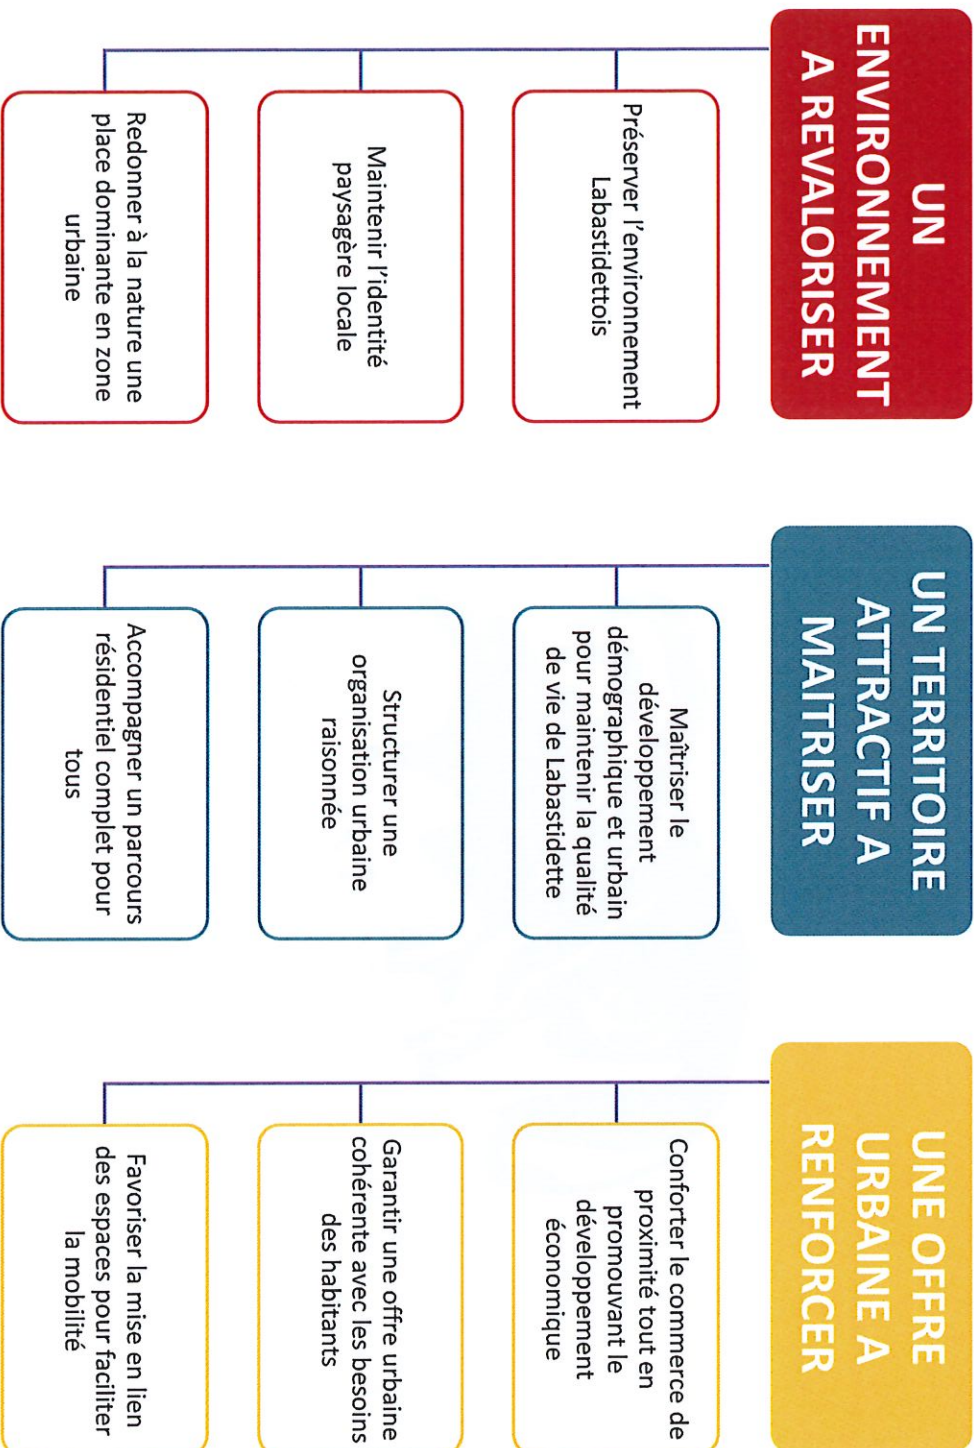 UN
ENVIRONNEMENT
A REVALORISER
Préserver l'environnement
Labastidettois
Maintenir l'identité
paysagère locale
Redonner à la nature une
place dominante en zone
urbaine
UN TERRITOIRE
ATTRACTIF A
MAITRISER
Maîtriser le
développement
démographique et urbain
pour maintenir la qualité
de vie de Labastidette
Structurer une
organisation urbaine
raisonnée
Accompagner un parcours
résidentiel complet pour
tous
UNE OFFRE
URBAINE A
RENFORCER
Conforter le commerce de
proximité tout en
promouvant le
développement
économique
Garantir une offre urbaine
cohérente avec les besoins
des habitants
Favoriser la mise en lien
des espaces pour faciliter
la mobilité